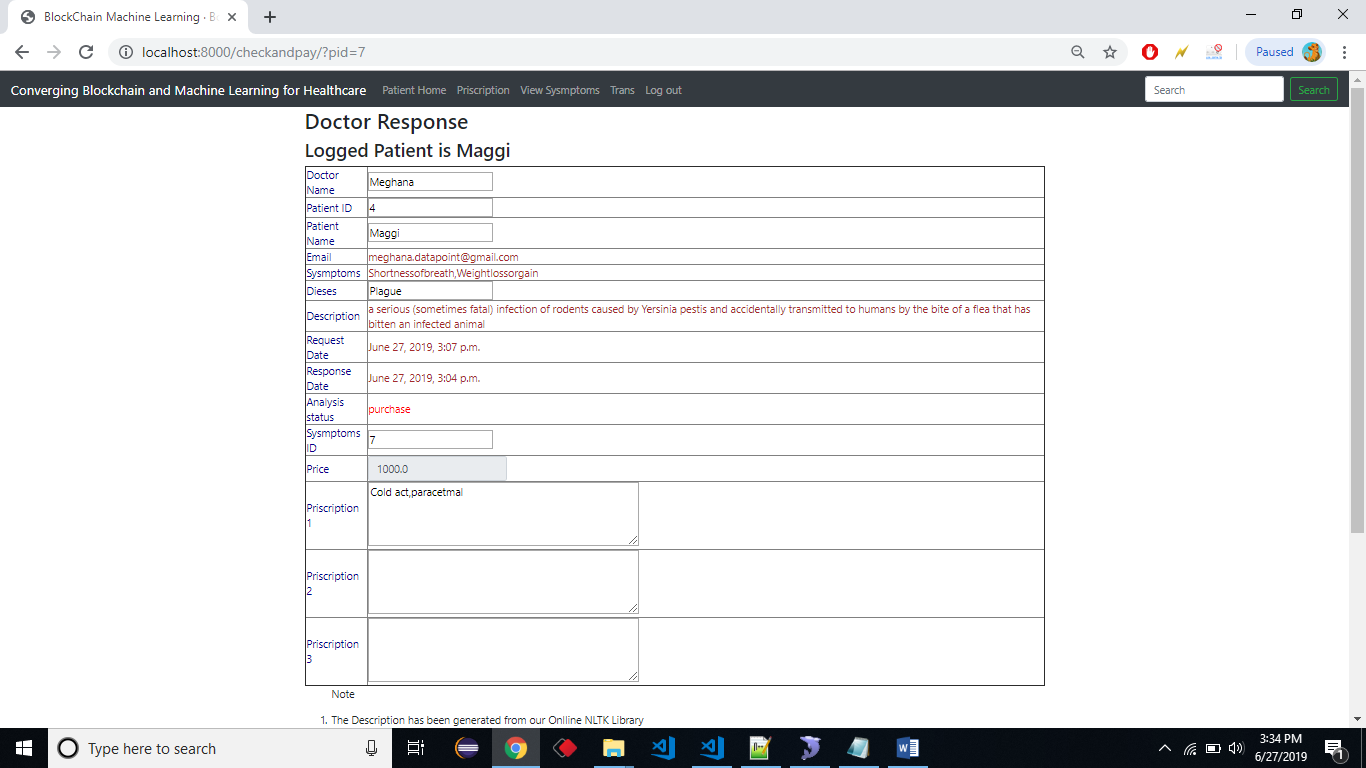 BlockChain Machine Learning · B
localhost:8000/checkandpay/?pid=7
Paused
Converging Blockchain and Machine Learning for Healthcare Patient Home Priscription View Sysmptoms Trans Log out Search Search
Doctor Response
Logged Patient is Maggi
Doctor
Name
Meghana
Patient ID 4
Patient
Name
Maggi
Email meghana.datapoint@gmail.com
Sysmptoms Shortnessofbreath,Weightlossorgain
Dieses Plague
Description
a serious (sometimes fatal) infection of rodents caused by Yersinia pestis and accidentally transmitted to humans by the bite of a flea that has
bitten an infected animal
Request
Date
June 27, 2019, 3:07 p.m.
Response
Date
June 27, 2019, 3:04 p.m.
Analysis
status
purchase
Sysmptoms
ID
7
Price 1000.0
Priscription
1
Cold act,paracetmal
Priscription
2
Priscription
3
Note
1. The Description has been generated from our Onlline NLTK Library
Type here to search
3:34 PM
6/27/2019
1